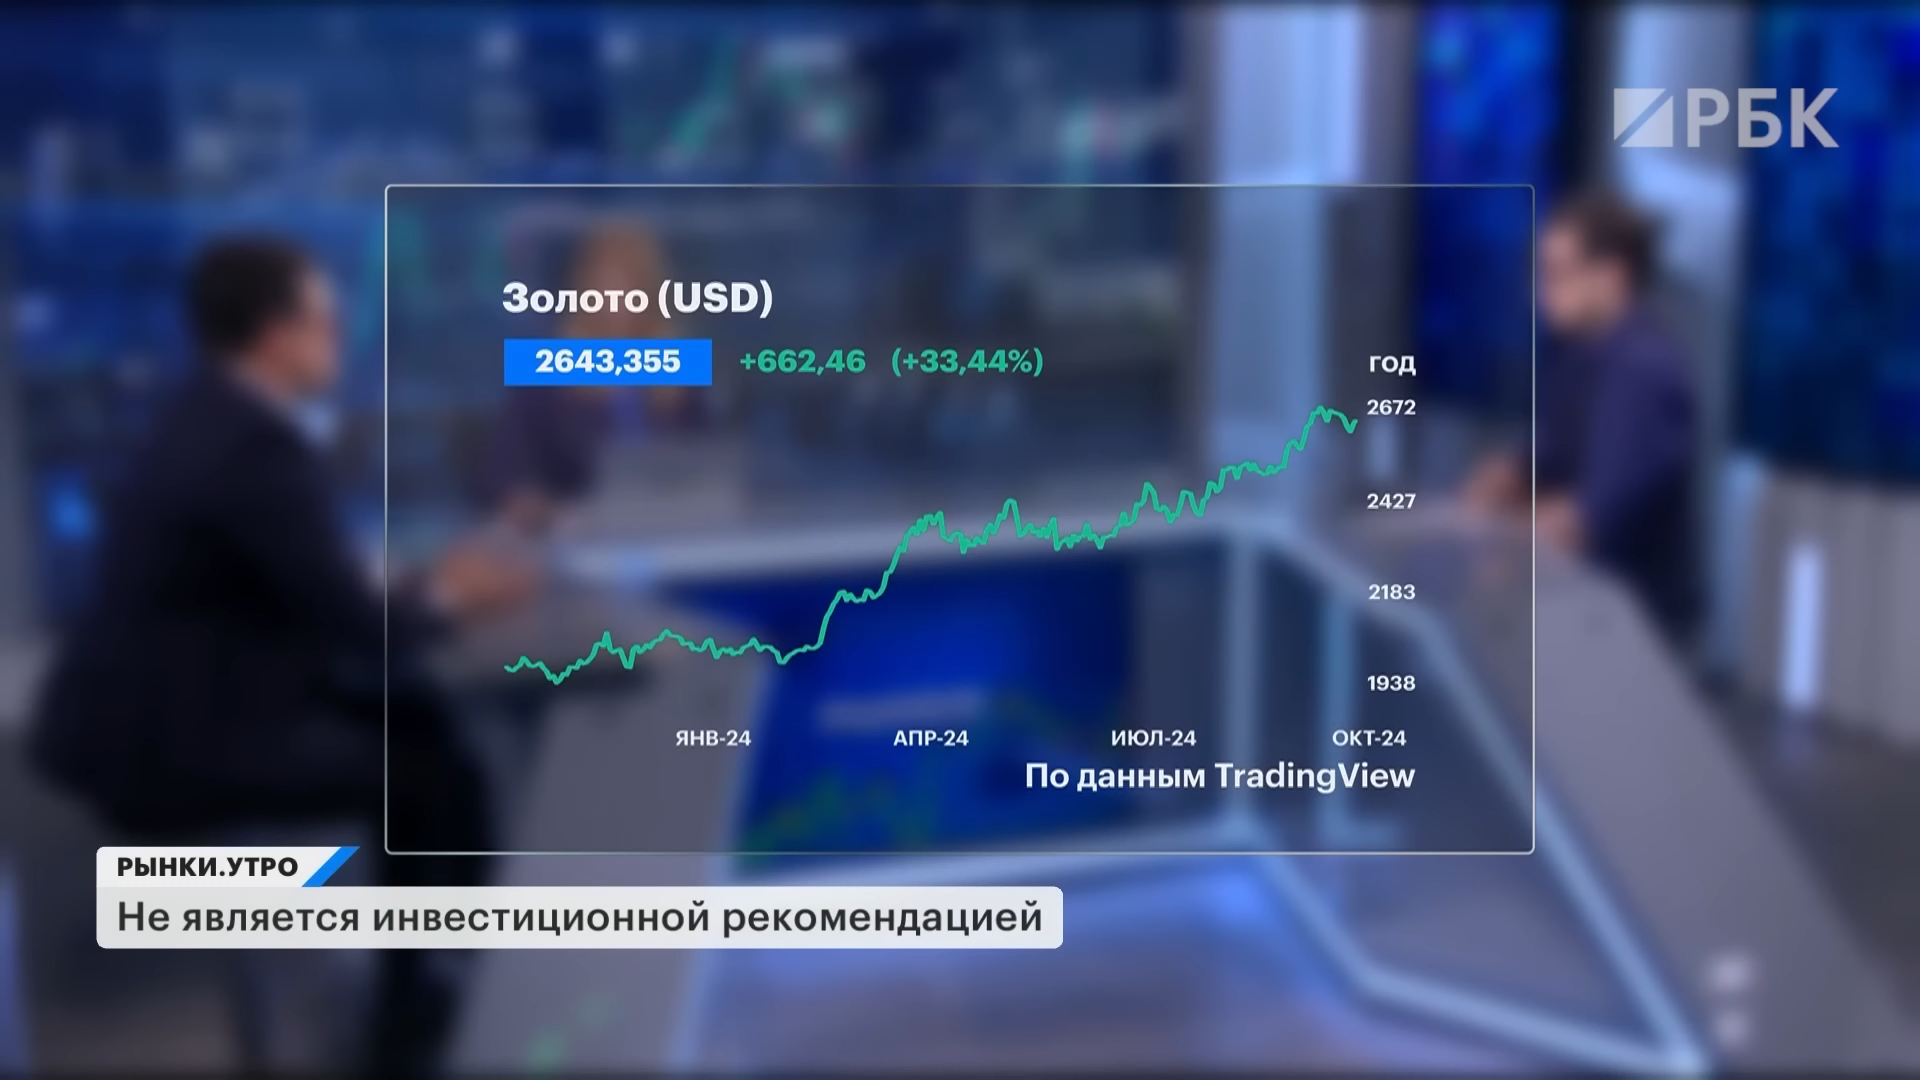 РБК
Золото (USD)
2643,355 +662,46 (+33,44%)
ГОД
2672
2427
2183
1938
ЯНВ-24 АПР-24 ИЮЛ-24 ОКТ-24
По данным TradingView
РЫНКИ.УТРО
Не является инвестиционной рекомендацией